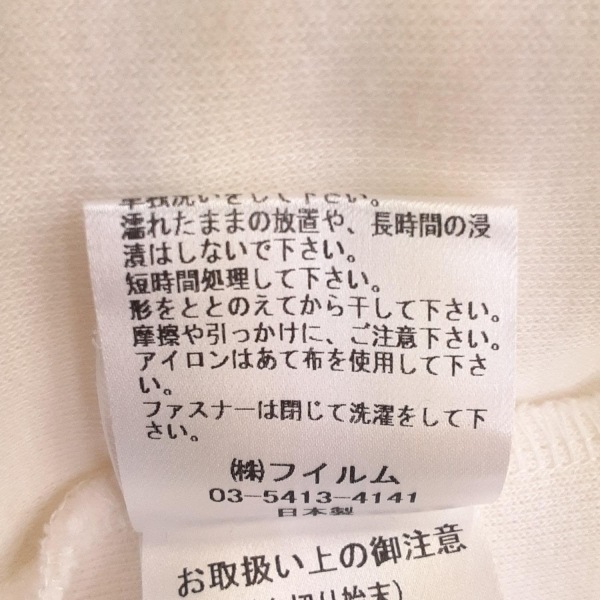 濡れたままの放置や、長時間の浸
漬はしないで下さい。
短時間処理して下さい。
形をととのえてから干して下さい。
摩擦や引っかけに、ご注意下さい。
アイロンはあて布を使用して下さ
い。
ファスナーは閉じて洗濯をして下
さい。
㈱フイルム
03-5413-4141
日本製
お取扱い上の御注意
切り始末)